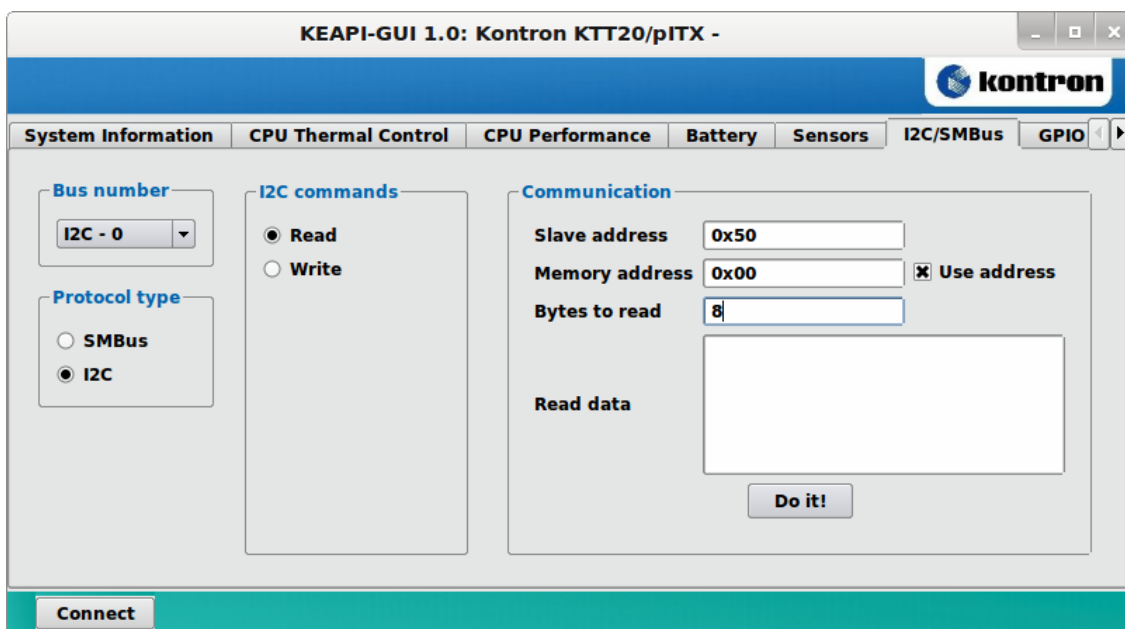 KEAPI-GUI 1.0: Kontron KTT20/pITX -
kontron
System Information CPU Thermal Control CPU Performance Battery Sensors I2C/SMBus GPIO
Bus number
I2C - 0
Protocol type
SMBus
I2C
I2C commands
Read
Write
Communication
Slave address 0x50
Memory address 0x00 Use address
Bytes to read 8
Read data
Do it!
Connect